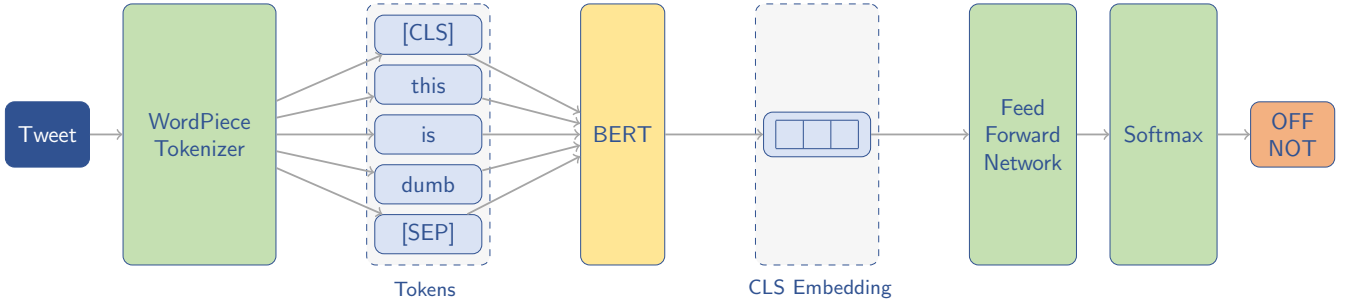 Tweet
WordPiece
Tokenizer
[CLS]
this
is
dumb
[SEP]
Tokens
BERT
CLS Embedding
Feed
Forward
Network
Softmax
OFF
NOT